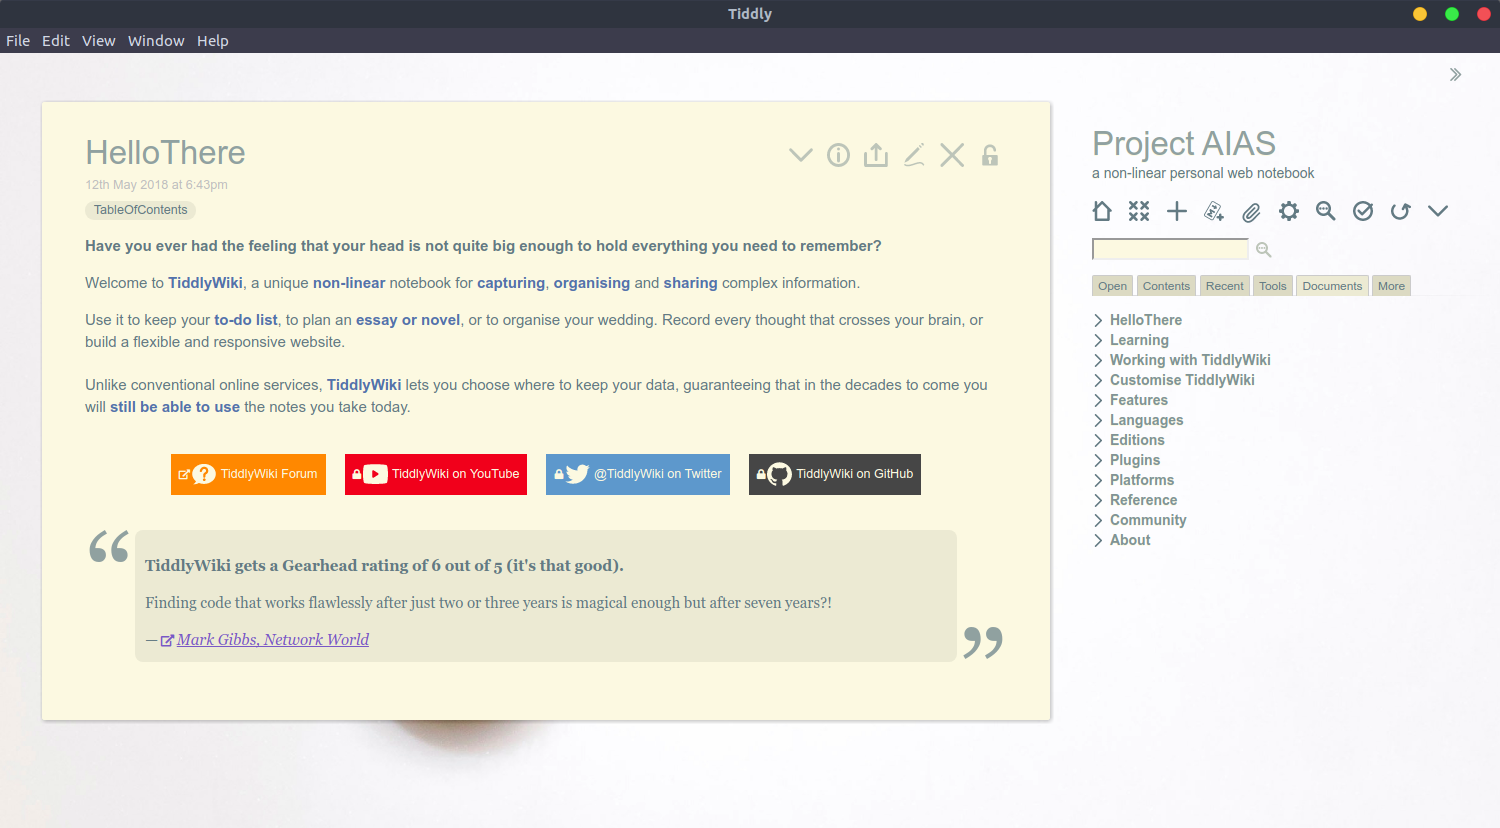 Tiddly
File Edit View Window Help
HelloThere
12th May 2018 at 6:43pm
TableOfContents
Have you ever had the feeling that your head is not quite big enough to hold everything you need to remember?
Welcome to TiddlyWiki, a unique non-linear notebook for capturing, organising and sharing complex information.
Use it to keep your to-do list, to plan an essay or novel, or to organise your wedding. Record every thought that crosses your brain, or
build a flexible and responsive website.
Unlike conventional online services, TiddlyWiki lets you choose where to keep your data, guaranteeing that in the decades to come you
will still be able to use the notes you take today.
TiddlyWiki Forum TiddlyWiki on YouTube @TiddlyWiki on Twitter TiddlyWiki on GitHub
“
TiddlyWiki gets a Gearhead rating of 6 out of 5 (it's that good).
Finding code that works flawlessly after just two or three years is magical enough but after seven years?!
— Mark Gibbs, Network World
”
Project AIAS
a non-linear personal web notebook
Open Contents Recent Tools Documents More
HelloThere
Learning
Working with TiddlyWiki
Customise TiddlyWiki
Features
Languages
Editions
Plugins
Platforms
Reference
Community
About